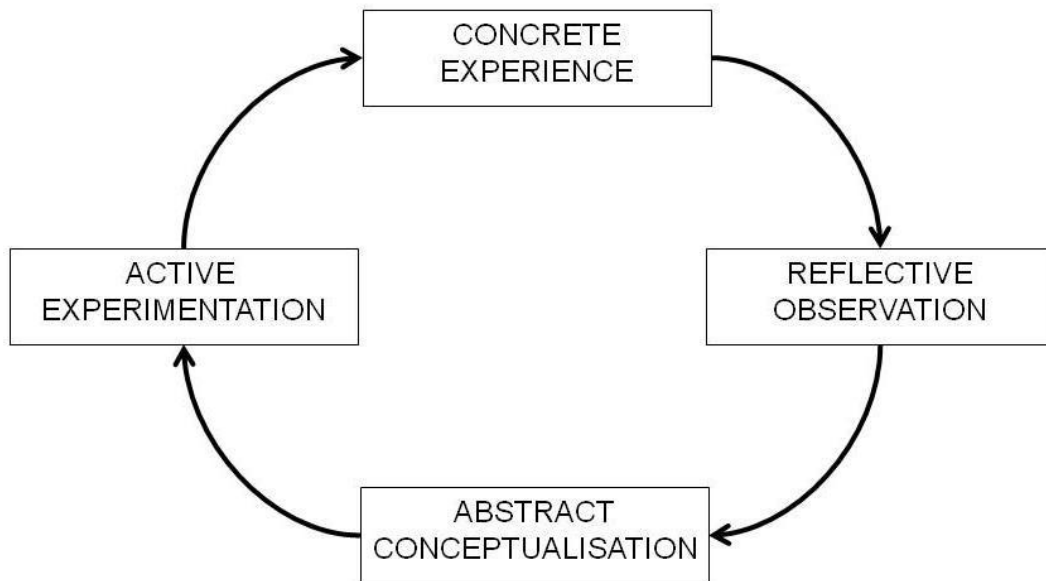 CONCRETE
EXPERIENCE
REFLECTIVE
OBSERVATION
ABSTRACT
CONCEPTUALISATION
ACTIVE
EXPERIMENTATION